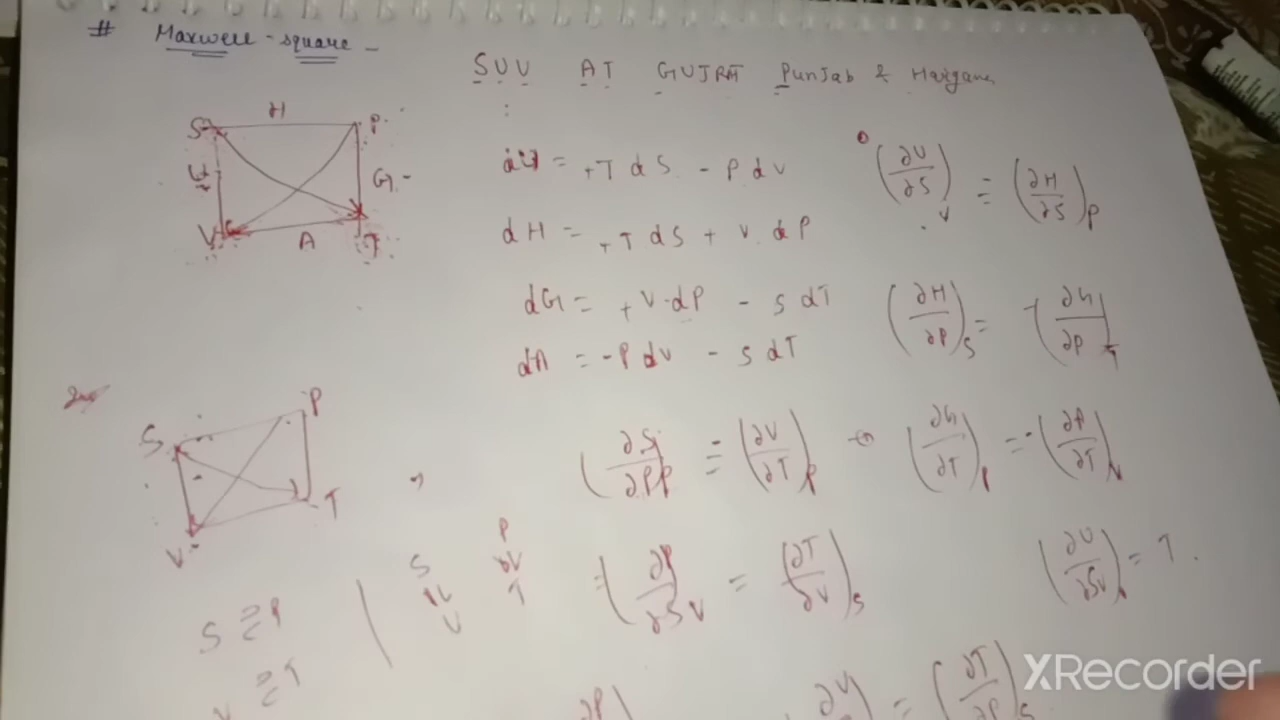 # Maxwell-square -
SUV AT GUJRAT Punjab & Haryana
H
S P.
U G -
V A T
dU = +T dS - P dV
dH = +T dS + V. dP
dG = +V.dP - S dT
dA = -P dV - S dT
(∂U/∂S)V = (∂H/∂S)P
(∂H/∂P)S = (∂G/∂P)T
S P
V T
(∂S/∂P)P = (∂V/∂T)P
(∂G/∂T)P = -(∂A/∂T)V
S P
V T
= (∂P/∂S)V = (∂T/∂V)S
(∂U/∂S)V = T.
S ⇄ P
V ⇄ T
∂P
∂V = (∂T/∂P)S
XRecorder